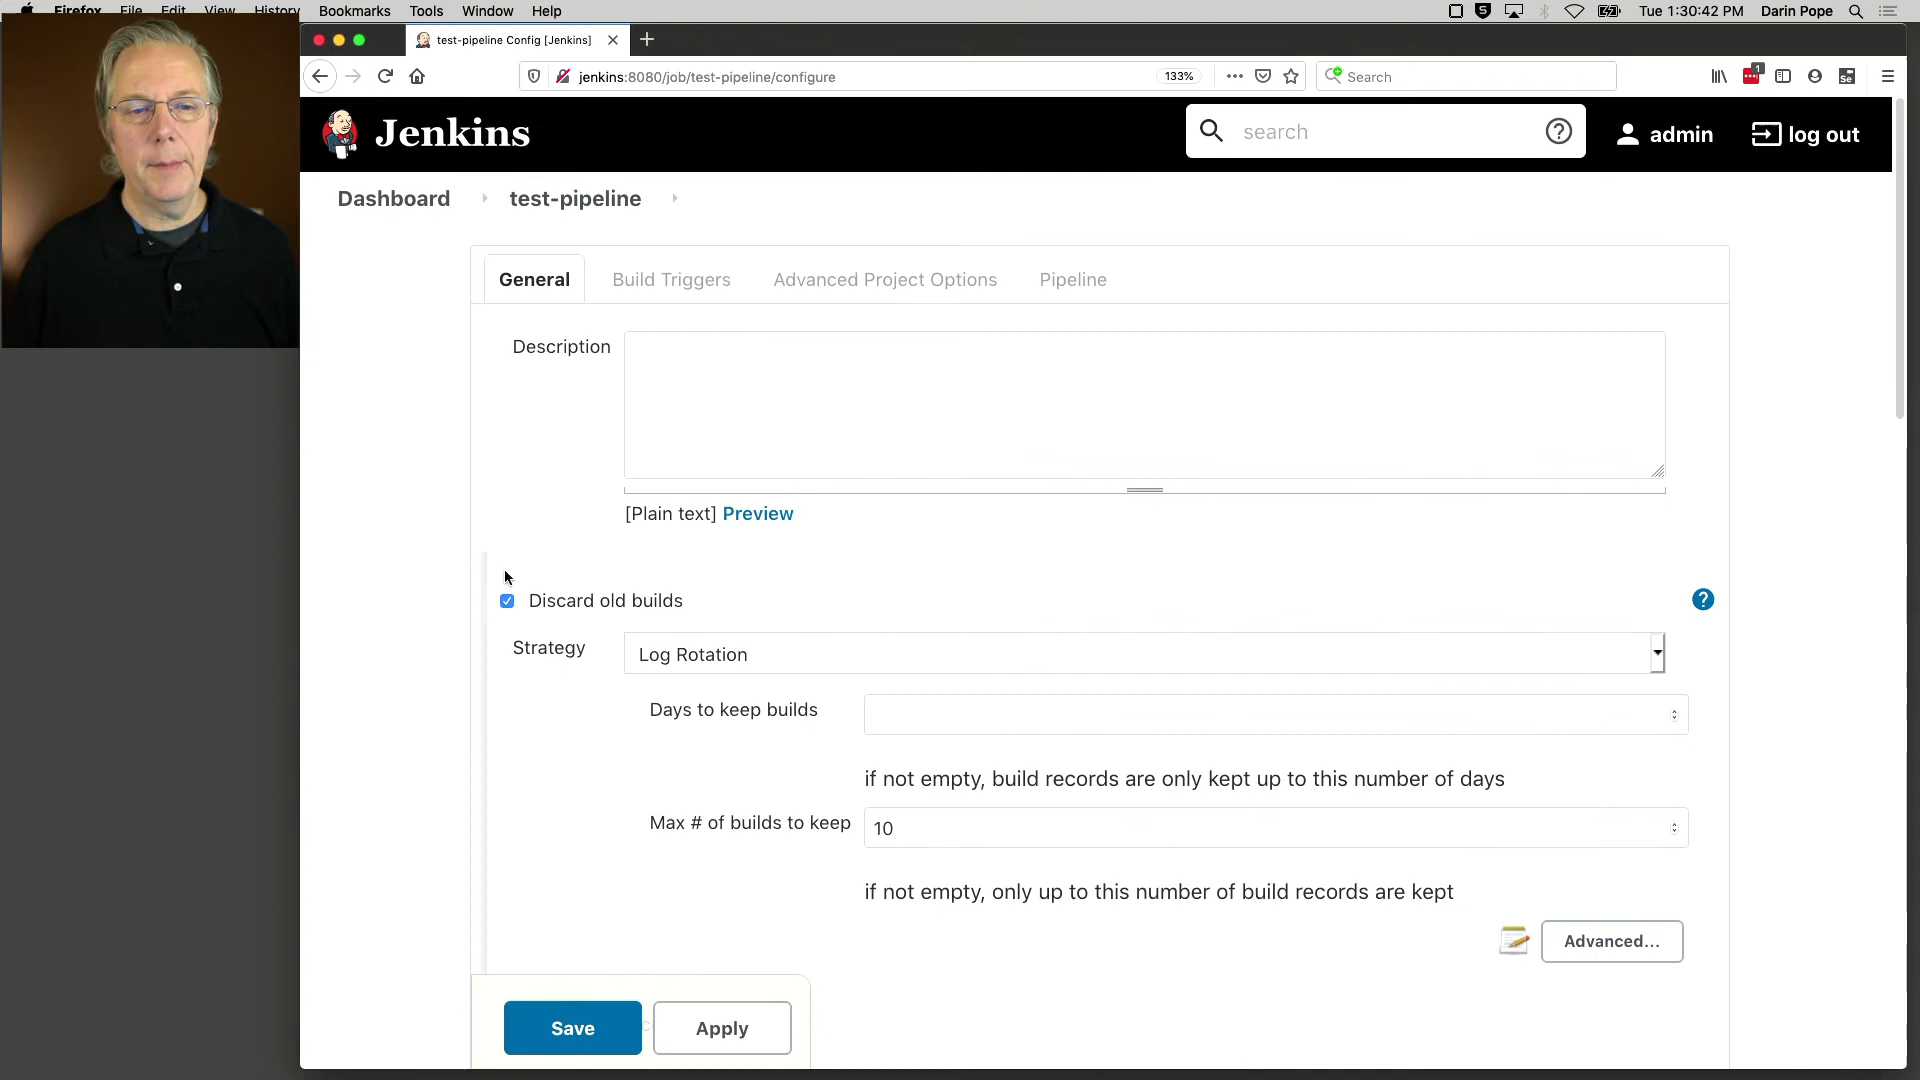 Firefox File Edit View History Bookmarks Tools Window Help Tue 1:30:42 PM Darin Pope
test-pipeline Config [Jenkins]
jenkins:8080/job/test-pipeline/configure 133% Search
1
Se
Jenkins search admin log out
Dashboard test-pipeline
General Build Triggers Advanced Project Options Pipeline
Description
[Plain text] Preview
Discard old builds
Strategy Log Rotation
Days to keep builds
if not empty, build records are only kept up to this number of days
Max # of builds to keep 10
if not empty, only up to this number of build records are kept
Advanced...
Save Apply